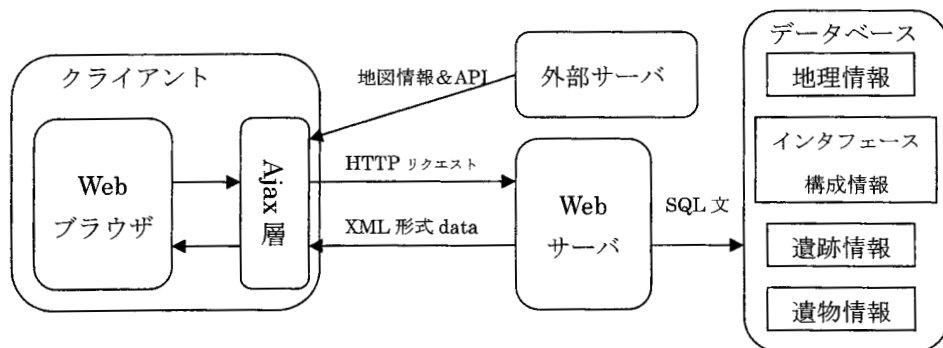 クライアント
Web
ブラウザ
Ajax 層
地図情報&API
外部サーバ
HTTP リクエスト
XML 形式 data
Web
サーバ
SQL 文
データベース
地理情報
インタフェース
構成情報
遺跡情報
遺物情報